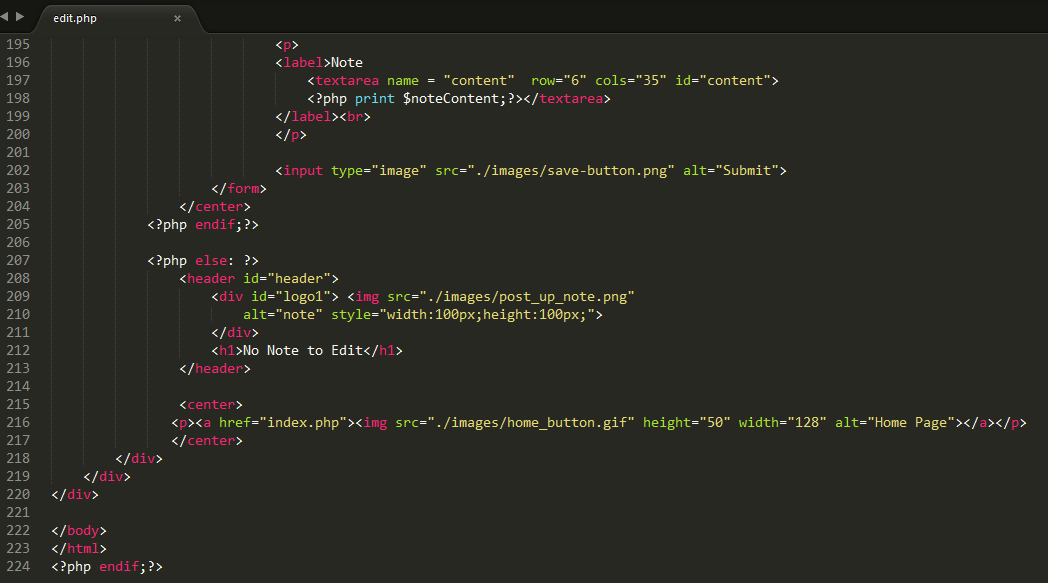 edit.php ×
195 <p>
196 <label>Note
197 <textarea name = "content"  row="6" cols="35" id="content">
198 <?php print $noteContent;?></textarea>
199 </label><br>
200 </p>
201
202 <input type="image" src="./images/save-button.png" alt="Submit">
203 </form>
204 </center>
205 <?php endif;?>
206
207 <?php else: ?>
208 <header id="header">
209 <div id="logo1"> <img src="./images/post_up_note.png"
210 alt="note" style="width:100px;height:100px;">
211 </div>
212 <h1>No Note to Edit</h1>
213 </header>
214
215 <center>
216 <p><a href="index.php"><img src="./images/home_button.gif" height="50" width="128" alt="Home Page"></a></p>
217 </center>
218 </div>
219 </div>
220 </div>
221
222 </body>
223 </html>
224 <?php endif;?>